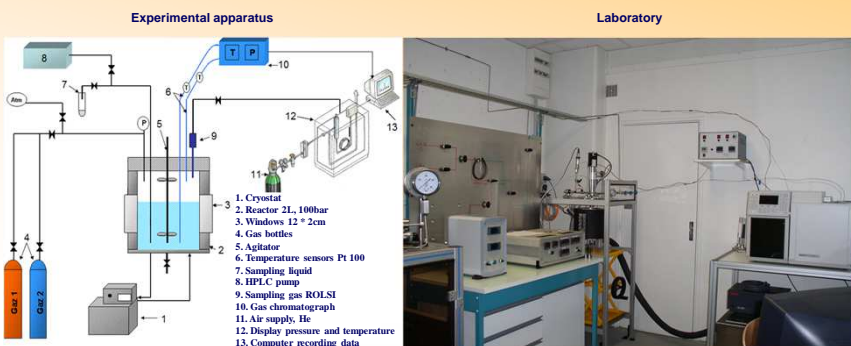 Experimental apparatus
Laboratory
8
T P
10
7
T
T
6
Atm
P
5
9
12
13
11
3
4
2
Gaz 1
Gaz 2
1
1. Cryostat
2. Reactor 2L, 100bar
3. Windows 12 * 2cm
4. Gas bottles
5. Agitator
6. Temperature sensors Pt 100
7. Sampling liquid
8. HPLC pump
9. Sampling gas ROLSI
10. Gas chromatograph
11. Air supply, He
12. Display pressure and temperature
13. Computer recording data